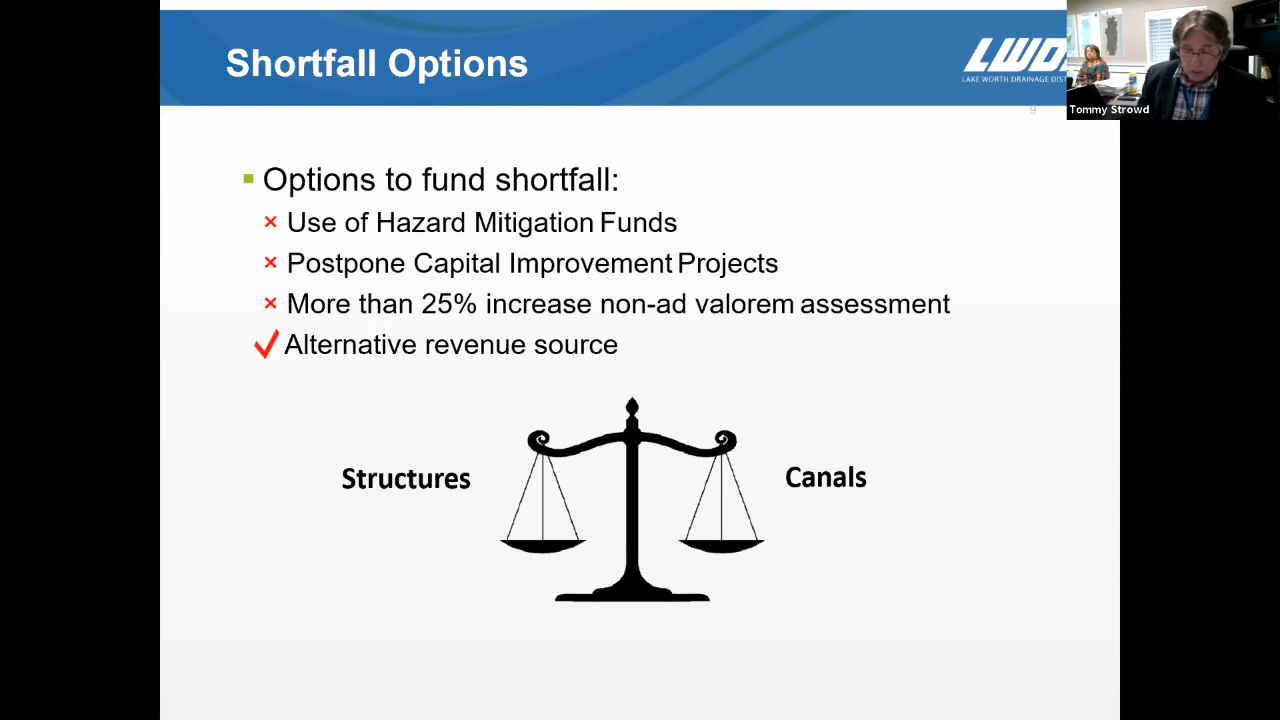 Shortfall Options
LWD
LAKE WORTH DRAINAGE DIST
Tommy Strowd
9
Options to fund shortfall:
Use of Hazard Mitigation Funds
Postpone Capital Improvement Projects
More than 25% increase non-ad valorem assessment
Alternative revenue source
Structures
Canals